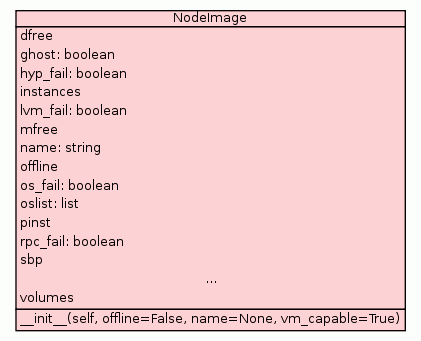 NodeImage
dfree
ghost: boolean
hyp_fail: boolean
instances
lvm_fail: boolean
mfree
name: string
offline
os_fail: boolean
oslist: list
pinst
rpc_fail: boolean
sbp
...
volumes
__init__(self, offline=False, name=None, vm_capable=True)